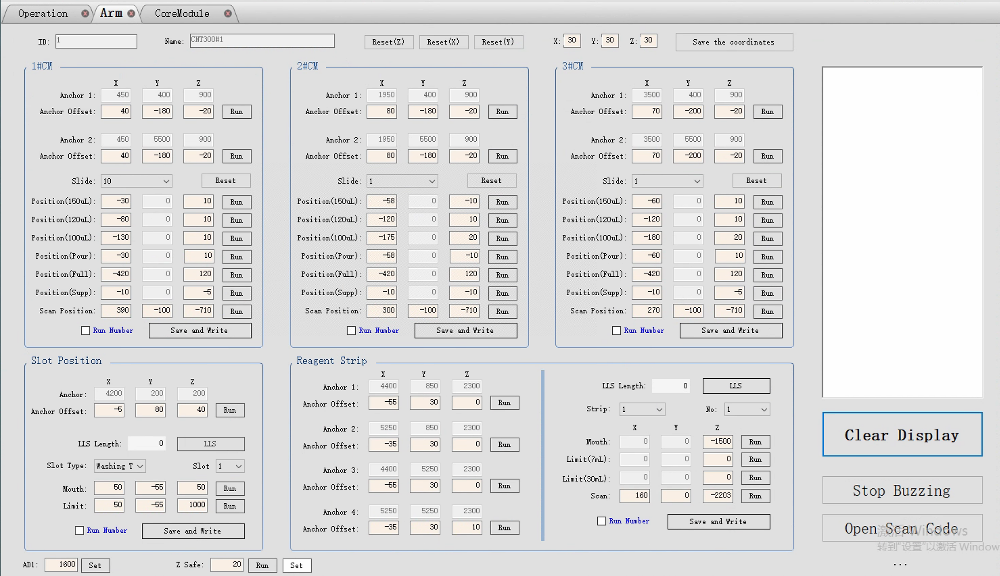 Operation Arm CoreModule
ID: 1 Name: CNT300#1 Reset(Z) Reset(X) Reset(Y) X: 30 Y: 30 Z: 30 Save the coordinates
1#CM 2#CM 3#CM
X Y Z X Y Z X Y Z
Anchor 1: 450 400 900 Anchor 1: 1950 400 900 Anchor 1: 3500 400 900
Anchor Offset: 40 -180 -20 Run Anchor Offset: 80 -180 -20 Run Anchor Offset: 70 -200 -20 Run
Anchor 2: 450 5500 900 Anchor 2: 1950 5500 900 Anchor 2: 3500 5500 900
Anchor Offset: 40 -180 -20 Run Anchor Offset: 80 -180 -20 Run Anchor Offset: 70 -200 -20 Run
Slide: 10 Reset Slide: 1 Reset Slide: 1 Reset
Position(150uL): -30 0 10 Run Position(150uL): -58 0 -10 Run Position(150uL): -60 0 10 Run
Position(120uL): -80 0 10 Run Position(120uL): -120 0 10 Run Position(120uL): -120 0 10 Run
Position(100uL): -130 0 10 Run Position(100uL): -175 0 20 Run Position(100uL): -180 0 20 Run
Position(Pour): -30 0 10 Run Position(Pour): -58 0 -10 Run Position(Pour): -60 0 10 Run
Position(Full): -420 0 120 Run Position(Full): -420 0 120 Run Position(Full): -420 0 120 Run
Position(Supp): -10 0 -5 Run Position(Supp): -10 0 -10 Run Position(Supp): -10 0 -5 Run
Scan Position: 390 -100 -710 Run Scan Position: 300 -100 -710 Run Scan Position: 270 -100 -710 Run
Run Number Save and Write Run Number Save and Write Run Number Save and Write
Slot Position
X Y Z
Anchor: 4200 200 200
Anchor Offset: -5 80 40 Run
LLS Length: 0 LLS
Slot Type: Washing T Slot 1
Mouth: 50 -55 50 Run
Limit: 50 -55 1000 Run
Run Number Save and Write
Reagent Strip
X Y Z
Anchor 1: 4400 850 2300
Anchor Offset: -55 30 0 Run
Anchor 2: 5250 850 2300
Anchor Offset: -35 30 0 Run
Anchor 3: 4400 5250 2300
Anchor Offset: -55 30 0 Run
Anchor 4: 5250 5250 2300
Anchor Offset: -35 30 10 Run
LLS Length: 0 LLS
Strip: 1 No: 1
X Y Z
Mouth: 0 0 -1500 Run
Limit(7mL): 0 0 0 Run
Limit(30mL): 0 0 0 Run
Scan: 160 0 -2203 Run
Run Number Save and Write
Clear Display
Stop Buzzing
Open Scan Code
激活 Windows
转到"设置"以激活 Window
...
AD1: 1600 Set Z Safe: 20 Run Set